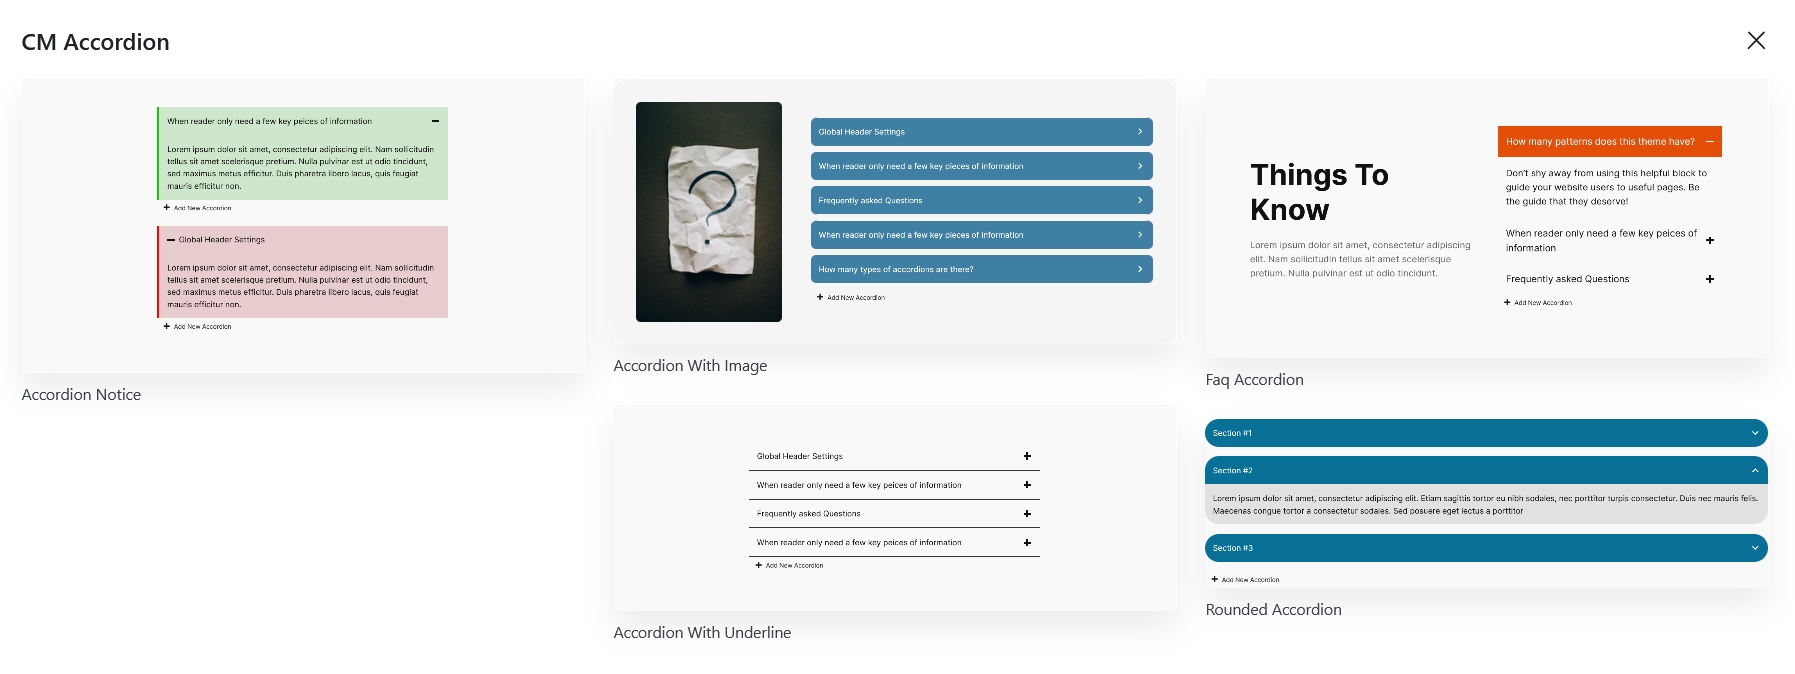 CM Accordion
When reader only need a few key peices of information
Lorem ipsum dolor sit amet, consectetur adipiscing elit. Nam sollicitudin
tellus sit amet scelerisque pretium. Nulla pulvinar est ut odio tincidunt,
sed maximus metus efficitur. Duis pharetra libero lacus, quis feugiat
mauris efficitur non.
Add New Accordion
Global Header Settings
Lorem ipsum dolor sit amet, consectetur adipiscing elit. Nam sollicitudin
tellus sit amet scelerisque pretium. Nulla pulvinar est ut odio tincidunt,
sed maximus metus efficitur. Duis pharetra libero lacus, quis feugiat
mauris efficitur non.
Add New Accordion
Accordion Notice
?
Global Header Settings
When reader only need a few key pieces of information
Frequently asked Questions
When reader only need a few key pieces of information
How many types of accordions are there?
Add New Accordion
Accordion With Image
Things To
Know
Lorem ipsum dolor sit amet, consectetur adipiscing
elit. Nam sollicitudin tellus sit amet scelerisque
pretium. Nulla pulvinar est ut odio tincidunt.
How many patterns does this theme have?
Don't shy away from using this helpful block to
guide your website users to useful pages. Be
the guide that they deserve!
When reader only need a few key peices of
information
Frequently asked Questions
Add New Accordion
Faq Accordion
Global Header Settings
When reader only need a few key peices of information
Frequently asked Questions
When reader only need a few key peices of information
Add New Accordion
Accordion With Underline
Section #1
Section #2
Lorem ipsum dolor sit amet, consectetur adipiscing elit. Etiam sagittis tortor eu nibh sodales, nec porttitor turpis consectetur. Duis nec mauris felis.
Maecenas congue tortor a consectetur sodales. Sed posuere eget lectus a porttitor
Section #3
Add New Accordion
Rounded Accordion